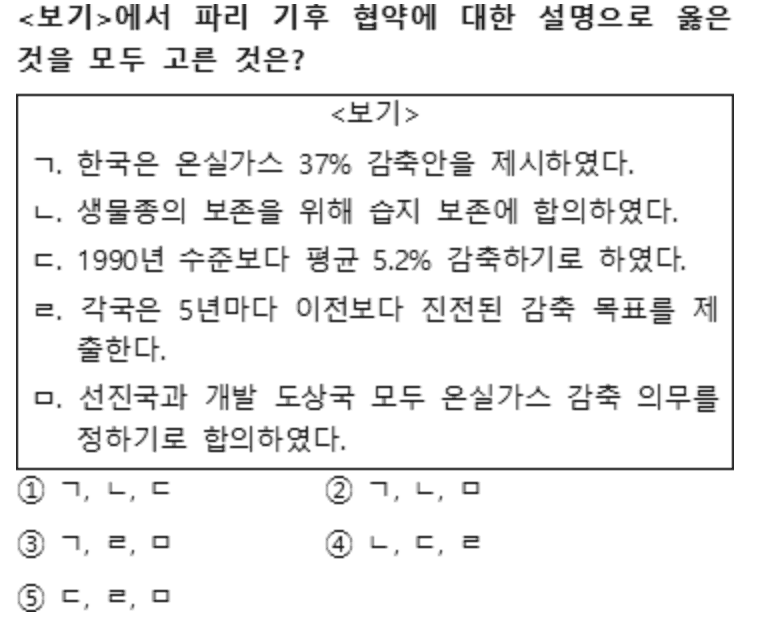 <보기>에서 파리 기후 협약에 대한 설명으로 옳은
것을 모두 고른 것은?
<보기>
ㄱ. 한국은 온실가스 37% 감축안을 제시하였다.
ㄴ. 생물종의 보존을 위해 습지 보존에 합의하였다.
ㄷ. 1990년 수준보다 평균 5.2% 감축하기로 하였다.
ㄹ. 각국은 5년마다 이전보다 진전된 감축 목표를 제
출한다.
ㅁ. 선진국과 개발 도상국 모두 온실가스 감축 의무를
정하기로 합의하였다.
① ㄱ, ㄴ, ㄷ ② ㄱ, ㄴ, ㅁ
③ ㄱ, ㄹ, ㅁ ④ ㄴ, ㄷ, ㄹ
⑤ ㄷ, ㄹ, ㅁ